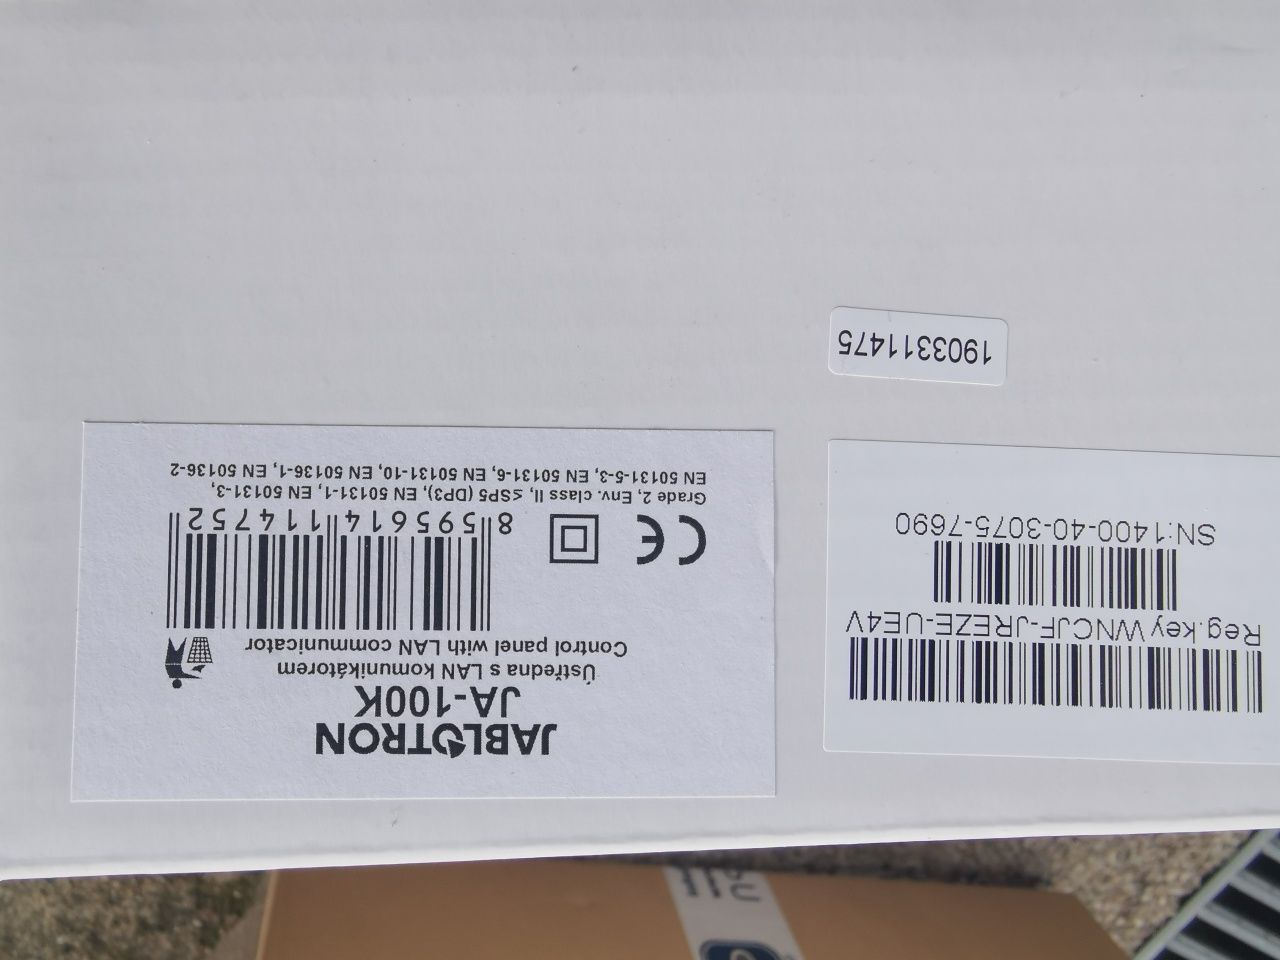 JABLOTRON
JA-100K
Ústředna s LAN komunikátorem
Control panel with LAN communicator
8 595614 114752
Grade 2, Env. class II, ≤SP5 (DP3), EN 50131-1, EN 50131-3,
EN 50131-5-3, EN 50131-6, EN 50131-10, EN 50136-1, EN 50136-2
Reg.key WNCJF-JREZE-UE4V
SN:1400-40-3075-7690
1903311475